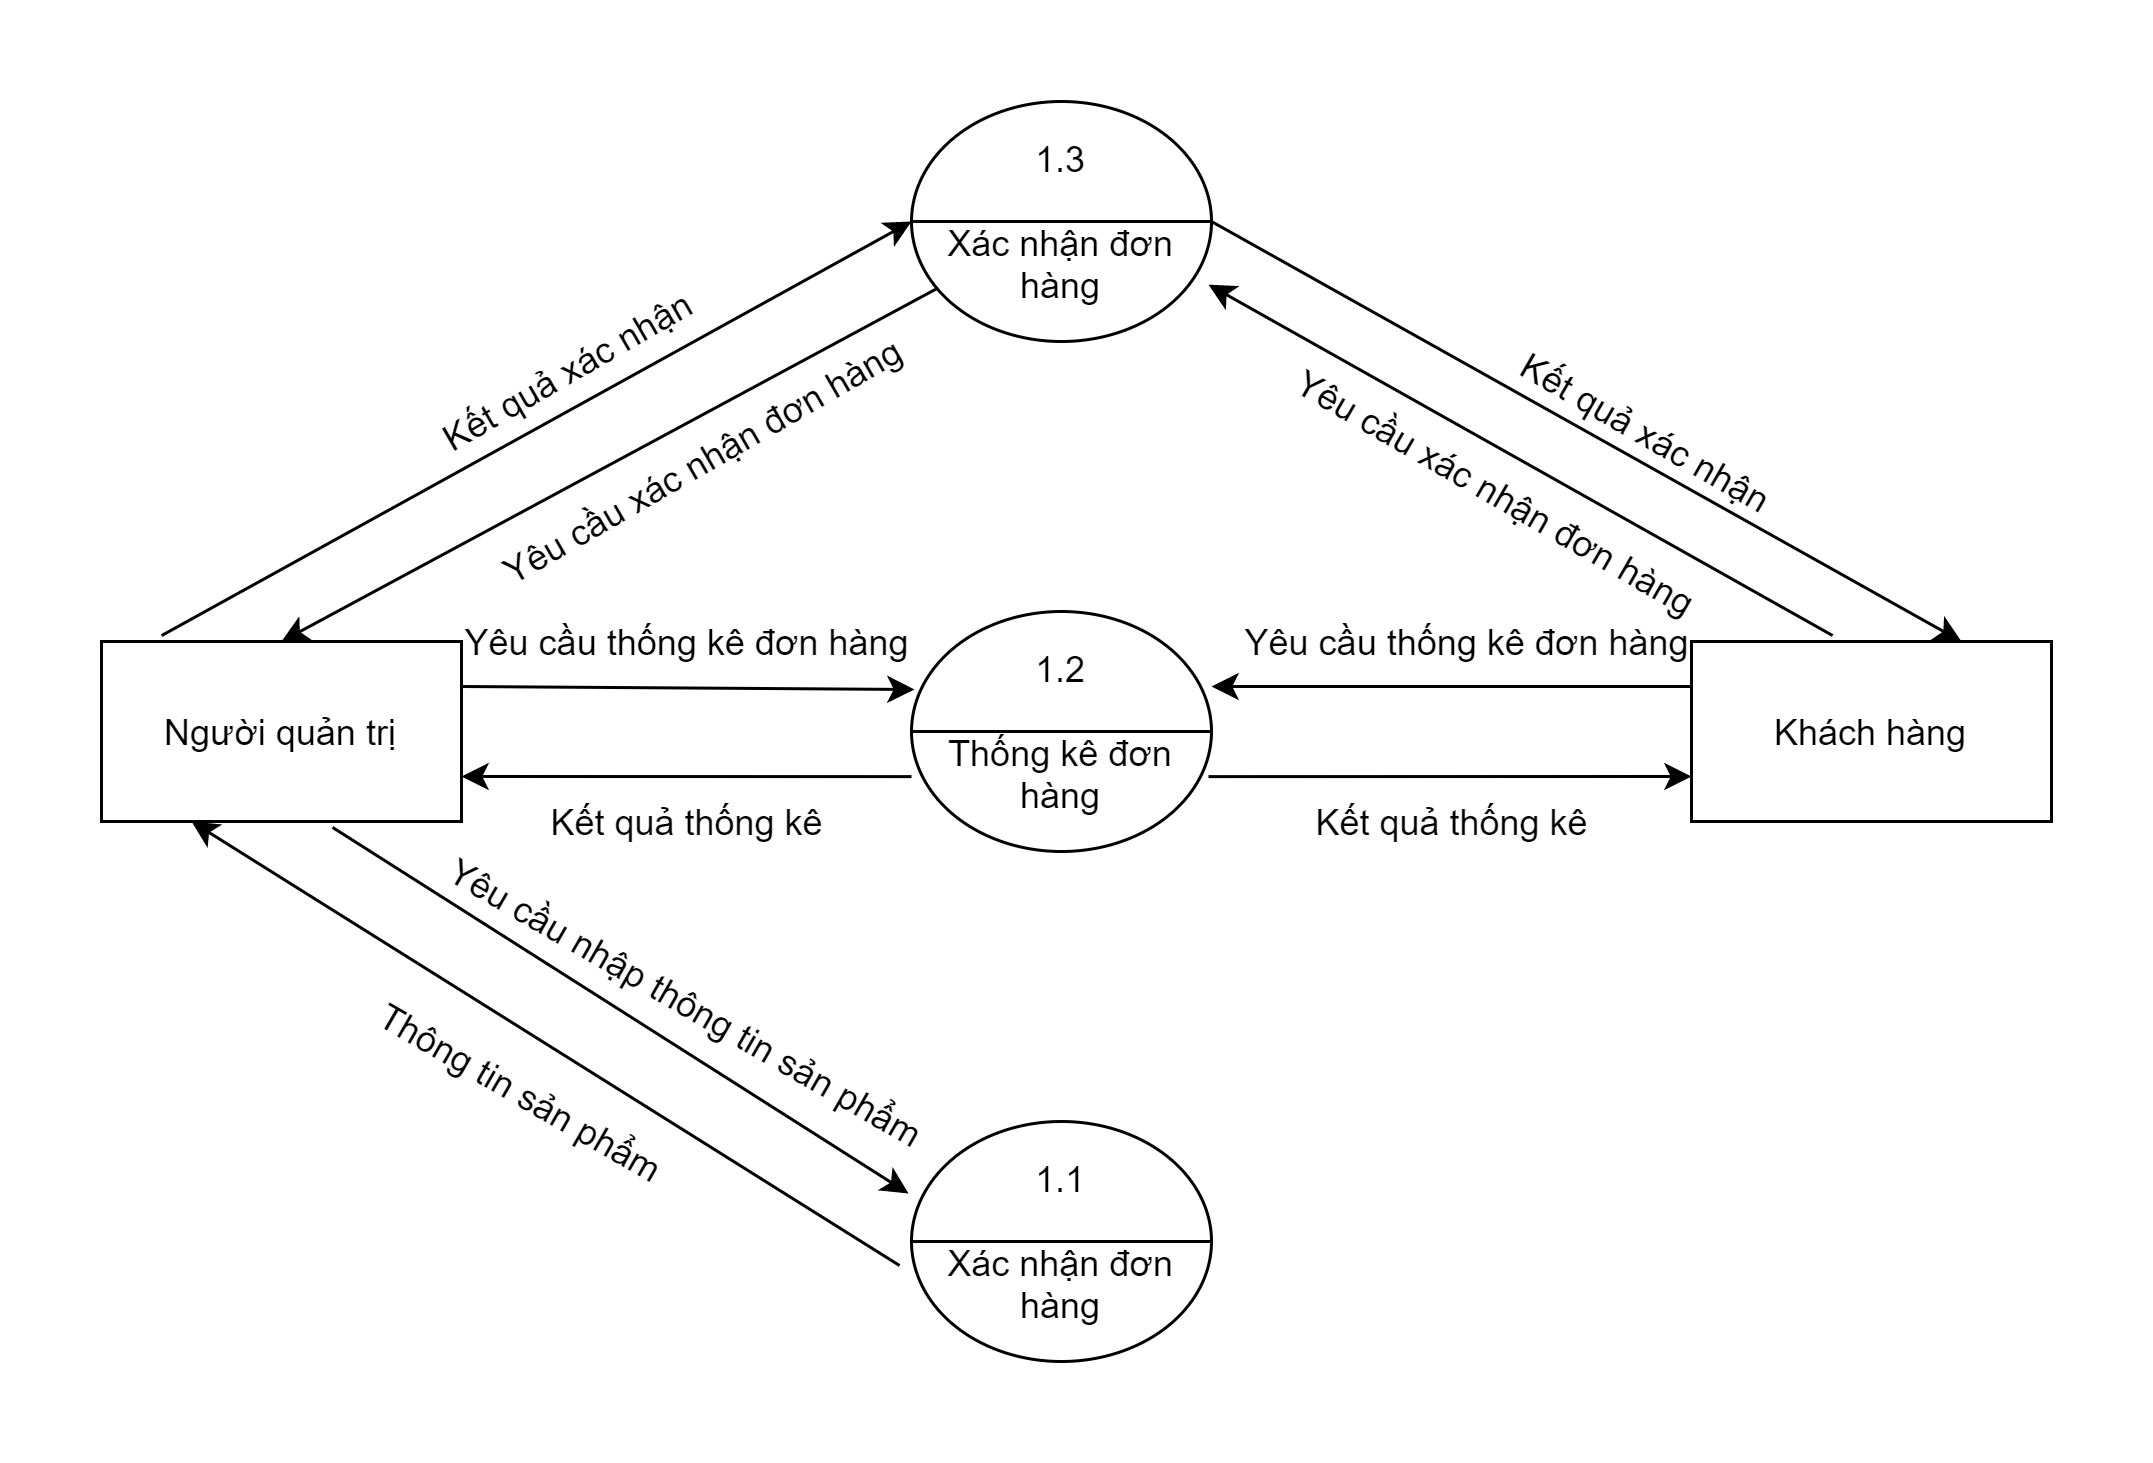 1.3
Xác nhận đơn
hàng
Kết quả xác nhận
Yêu cầu xác nhận đơn hàng
Kết quả xác nhận
Yêu cầu xác nhận đơn hàng
Yêu cầu thống kê đơn hàng
Yêu cầu thống kê đơn hàng
1.2
Thống kê đơn
hàng
Người quản trị
Khách hàng
Kết quả thống kê
Kết quả thống kê
Yêu cầu nhập thông tin sản phẩm
Thông tin sản phẩm
1.1
Xác nhận đơn
hàng